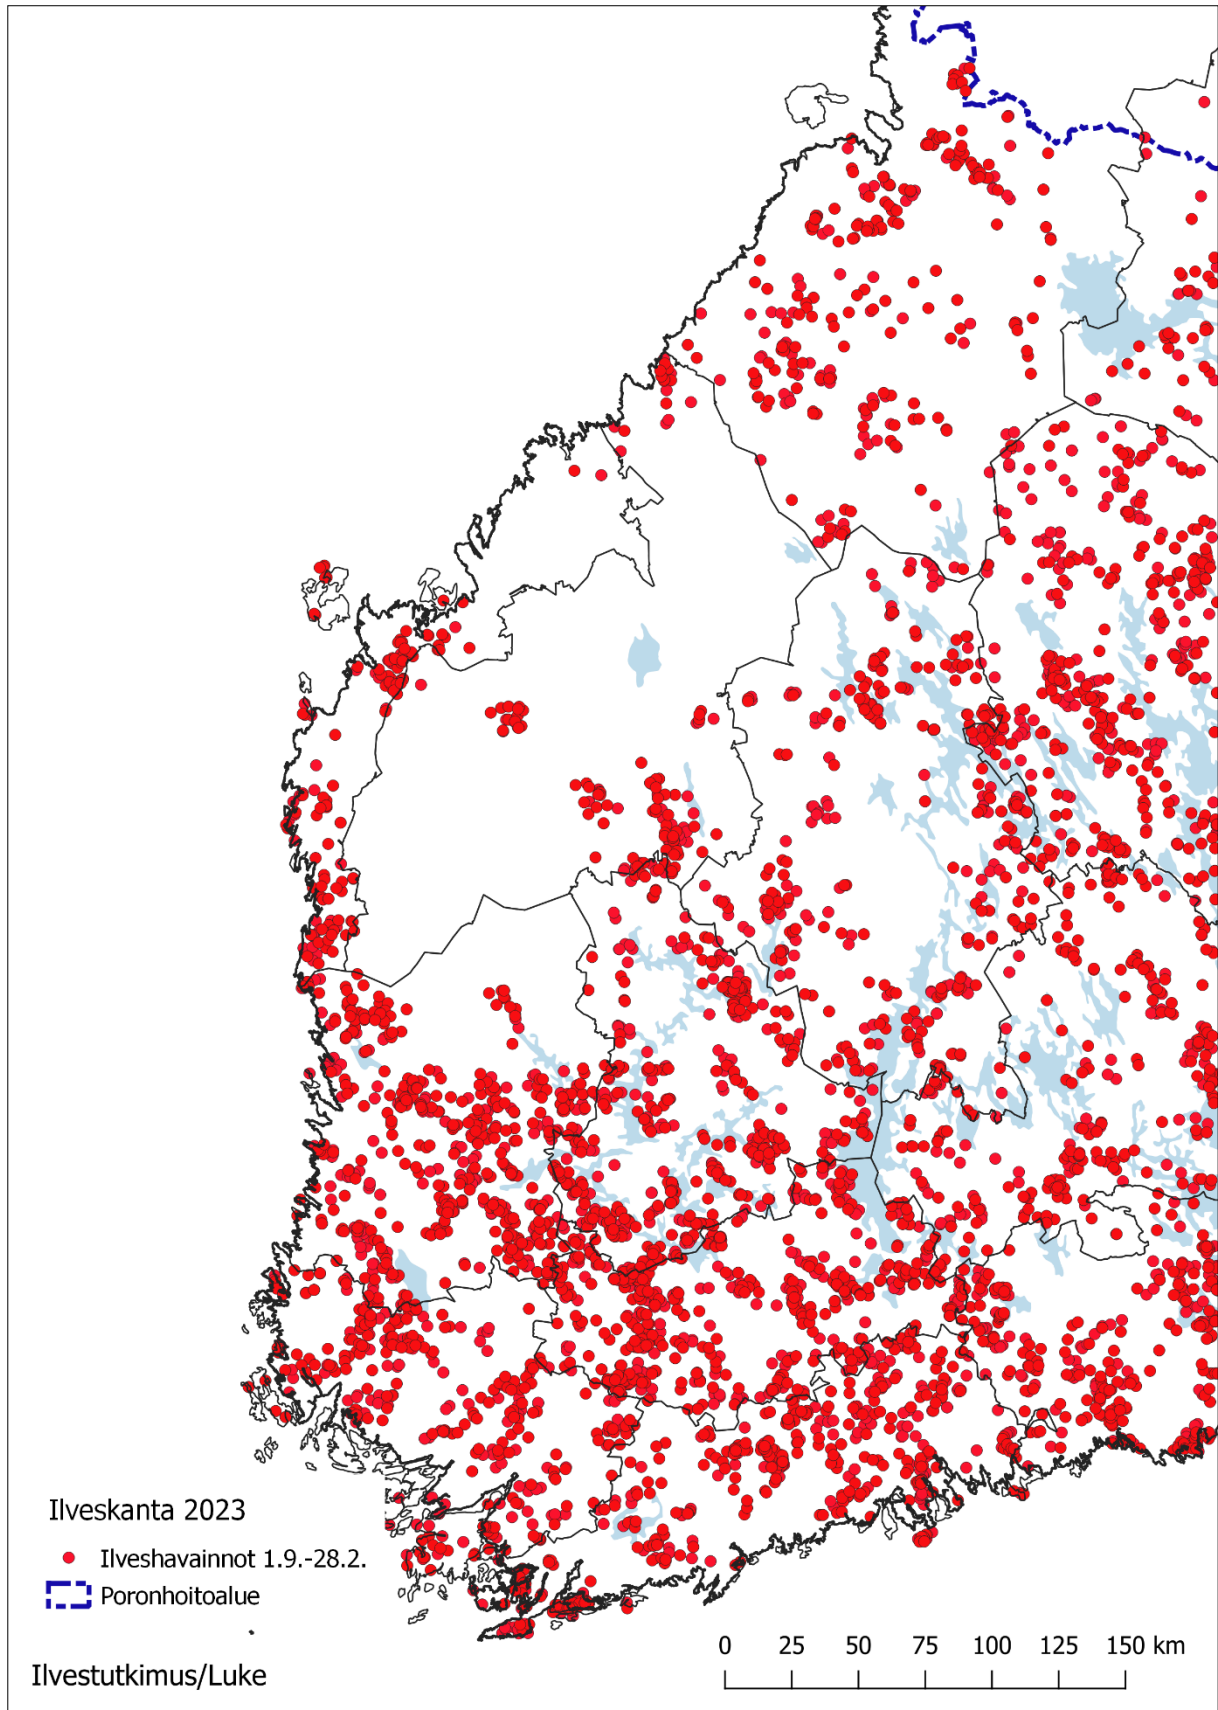 Ilveskanta 2023
Ilveshavainnot 1.9.-28.2.
Poronhoitoalue
Ilvestutkimus/Luke
0 25 50 75 100 125 150 km